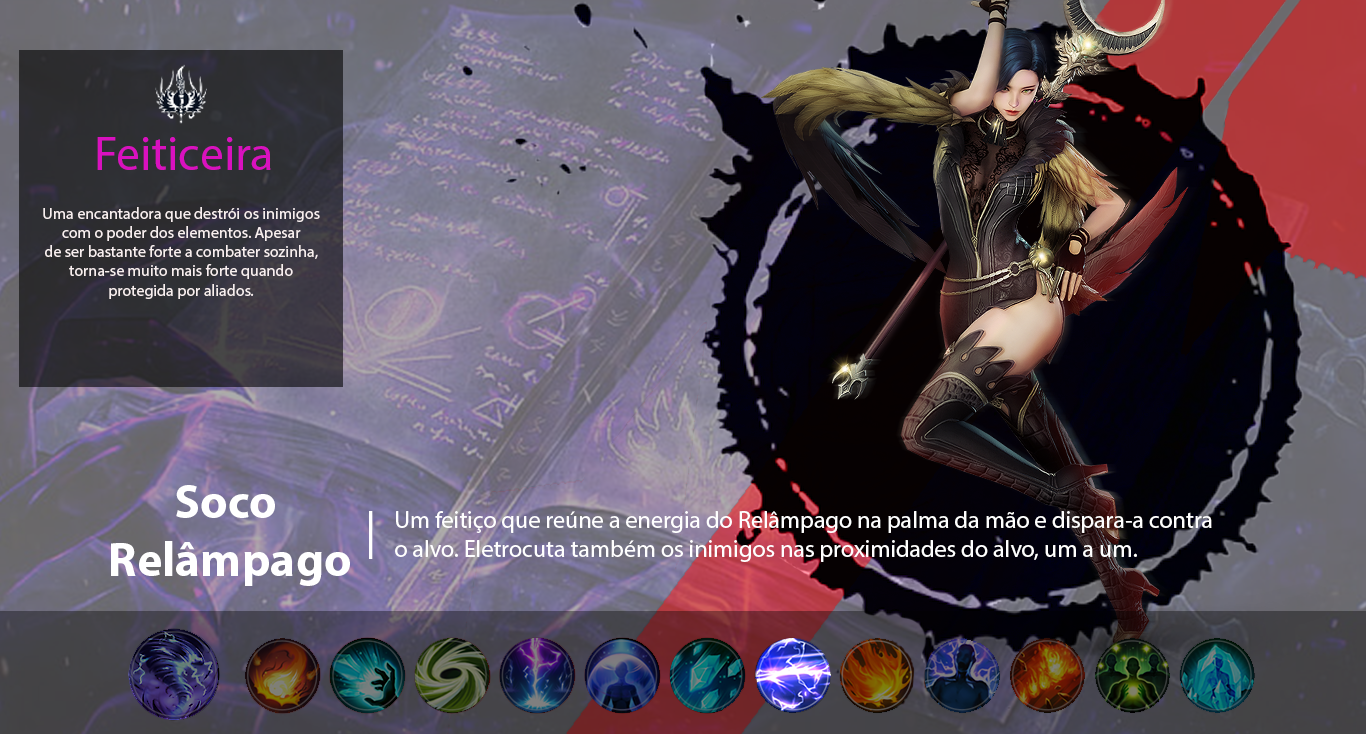 Feiticeira
Uma encantadora que destrói os inimigos
com o poder dos elementos. Apesar
de ser bastante forte a combater sozinha,
torna-se muito mais forte quando
protegida por aliados.
Soco
Relâmpago
Um feitiço que reúne a energia do Relâmpago na palma da mão e dispara-a contra
o alvo. Eletrocuta também os inimigos nas proximidades do alvo, um a um.